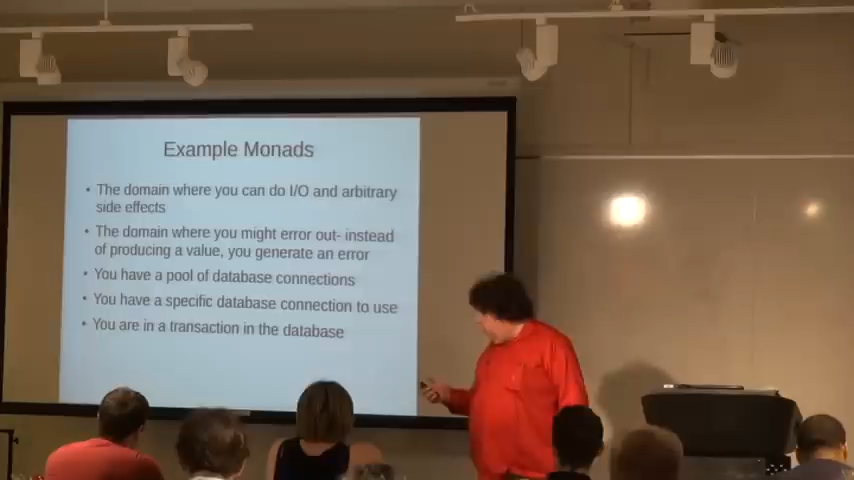 Example Monads
• The domain where you can do I/O and arbitrary
side effects
• The domain where you might error out- instead
of producing a value, you generate an error
• You have a pool of database connections
• You have a specific database connection to use
• You are in a transaction in the database